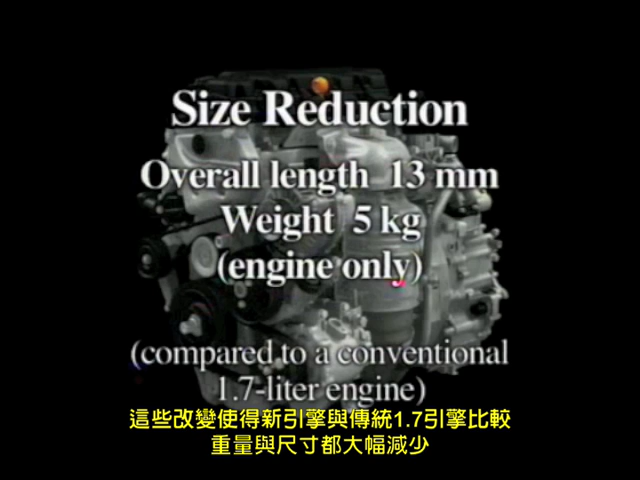 Size Reduction
Overall length 13 mm
Weight 5 kg
(engine only)
(compared to a conventional
1.7-liter engine)
這些改變使得新引擎與傳統1.7引擎比較
重量與尺寸都大幅減少